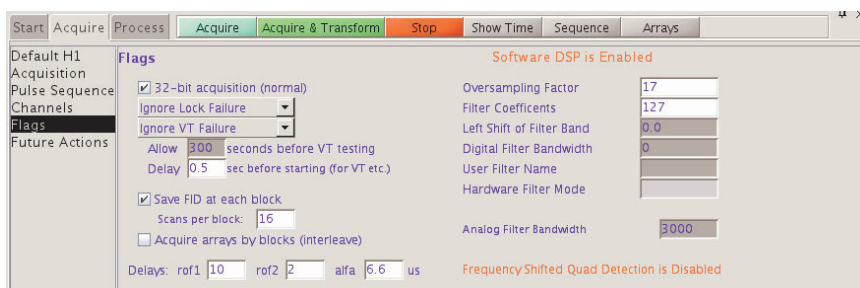 Start Acquire Process Acquire Acquire & Transform Stop Show Time Sequence Arrays
Default H1
Acquisition
Pulse Sequence
Channels
Flags
Future Actions
Flags
32-bit acquisition (normal)
Ignore Lock Failure
Ignore VT Failure
Allow 300 seconds before VT testing
Delay 0.5 sec before starting (for VT etc.)
Save FID at each block
Scans per block: 16
Acquire arrays by blocks (interleave)
Delays: rof1 10 rof2 2 alfa 6.6 us
Software DSP is Enabled
Oversampling Factor 17
Filter Coefficents 127
Left Shift of Filter Band 0.0
Digital Filter Bandwidth 0
User Filter Name
Hardware Filter Mode
Analog Filter Bandwidth 3000
Frequency Shifted Quad Detection is Disabled